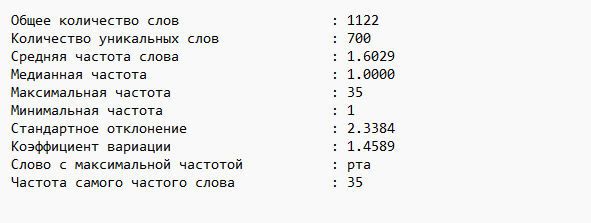 Общее количество слов : 1122
Количество уникальных слов : 700
Средняя частота слова : 1.6029
Медианная частота : 1.0000
Максимальная частота : 35
Минимальная частота : 1
Стандартное отклонение : 2.3384
Коэффициент вариации : 1.4589
Слово с максимальной частотой : рта
Частота самого частого слова : 35